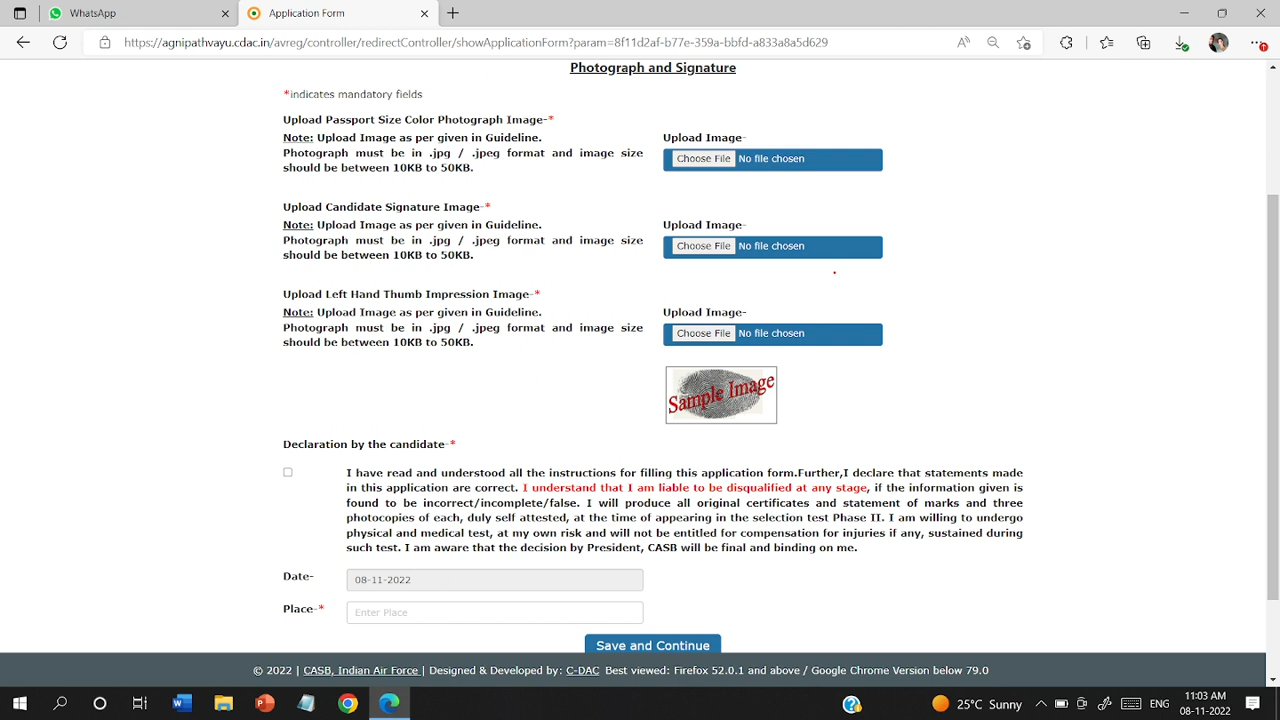 WhatsApp
Application Form
https://agnipathvayu.cdac.in/avreg/controller/redirectController/showApplicationForm?param=8f11d2af-b77e-359a-bbfd-a833a8a5d629
Photograph and Signature
*indicates mandatory fields
Upload Passport Size Color Photograph Image-*
Note: Upload Image as per given in Guideline.
Upload Image-
Photograph must be in .jpg / .jpeg format and image size
Choose File No file chosen
should be between 10KB to 50KB.
Upload Candidate Signature Image-*
Note: Upload Image as per given in Guideline.
Upload Image-
Photograph must be in .jpg / .jpeg format and image size
Choose File No file chosen
should be between 10KB to 50KB.
Upload Left Hand Thumb Impression Image-*
Note: Upload Image as per given in Guideline.
Upload Image-
Photograph must be in .jpg / .jpeg format and image size
Choose File No file chosen
should be between 10KB to 50KB.
Sample Image
Declaration by the candidate-*
I have read and understood all the instructions for filling this application form.Further,I declare that statements made
in this application are correct. I understand that I am liable to be disqualified at any stage, if the information given is
found to be incorrect/incomplete/false. I will produce all original certificates and statement of marks and three
photocopies of each, duly self attested, at the time of appearing in the selection test Phase II. I am willing to undergo
physical and medical test, at my own risk and will not be entitled for compensation for injuries if any, sustained during
such test. I am aware that the decision by President, CASB will be final and binding on me.
Date-
08-11-2022
Place-*
Enter Place
Save and Continue
© 2022 | CASB, Indian Air Force | Designed & Developed by: C-DAC Best viewed: Firefox 52.0.1 and above / Google Chrome Version below 79.0
25°C Sunny
ENG
11:03 AM
08-11-2022